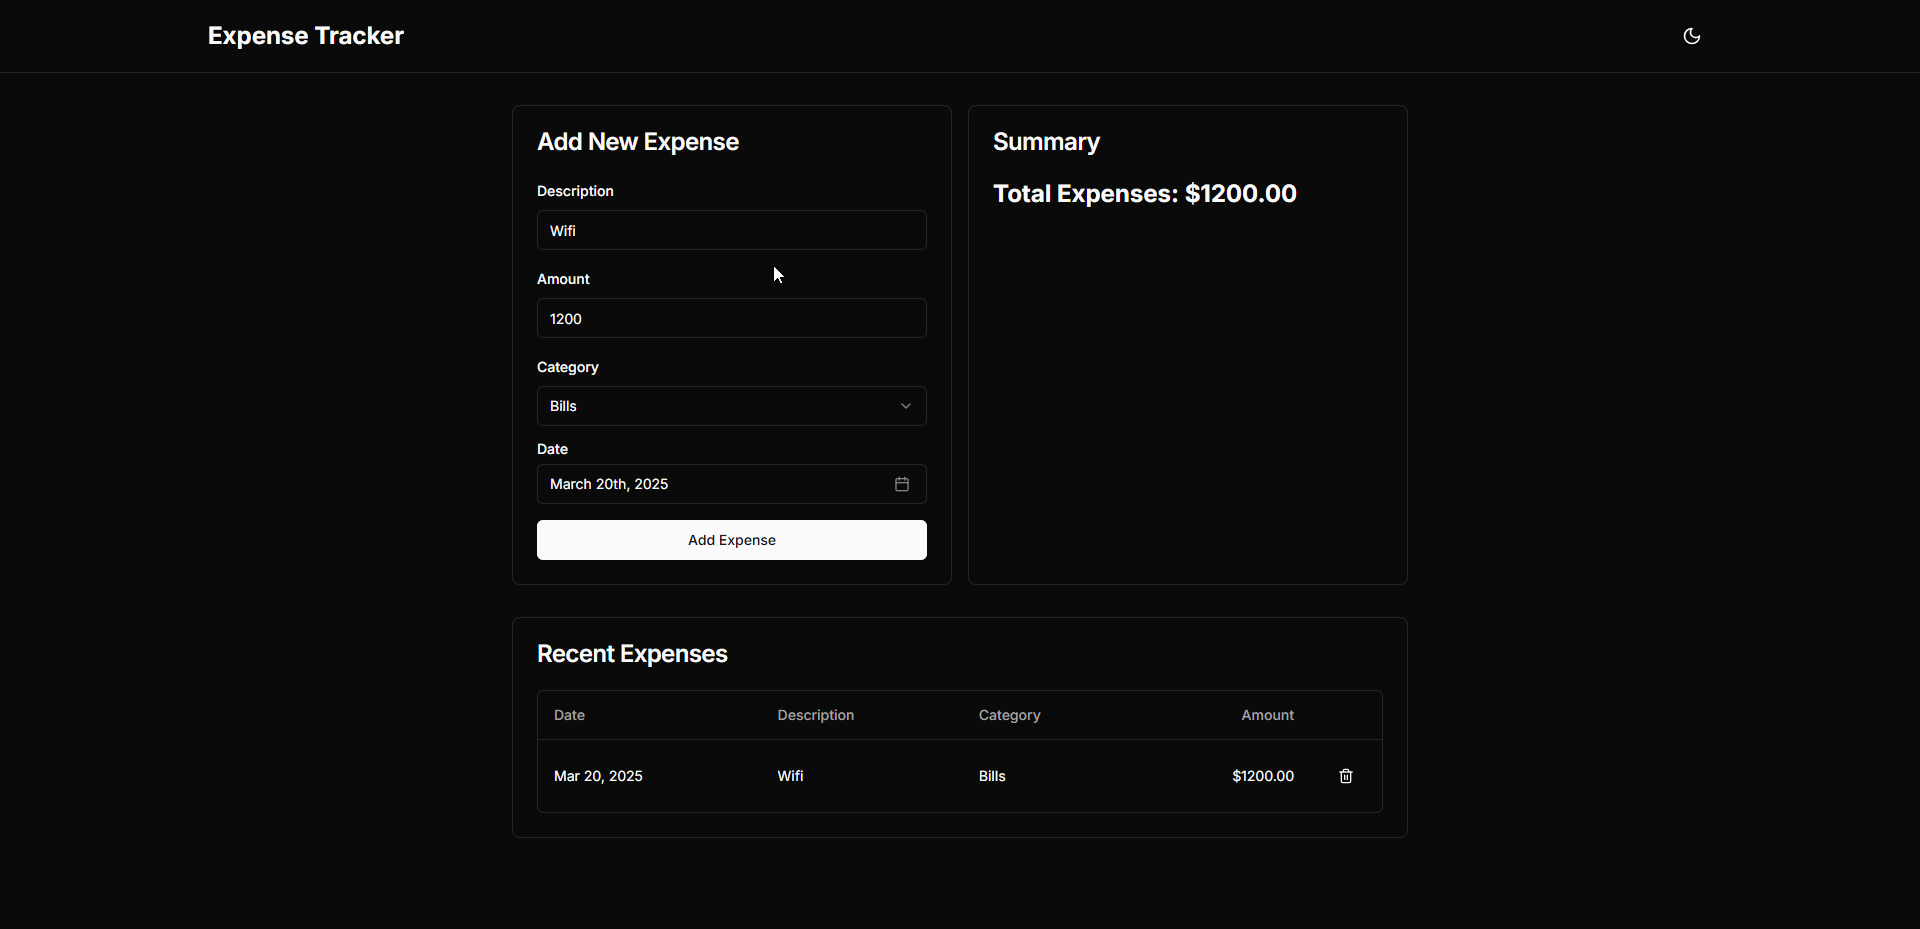 Expense Tracker
Add New Expense
Description
Wifi
Amount
1200
Category
Bills
Date
March 20th, 2025
Add Expense
Summary
Total Expenses: $1200.00
Recent Expenses
Date Description Category Amount
Mar 20, 2025 Wifi Bills $1200.00